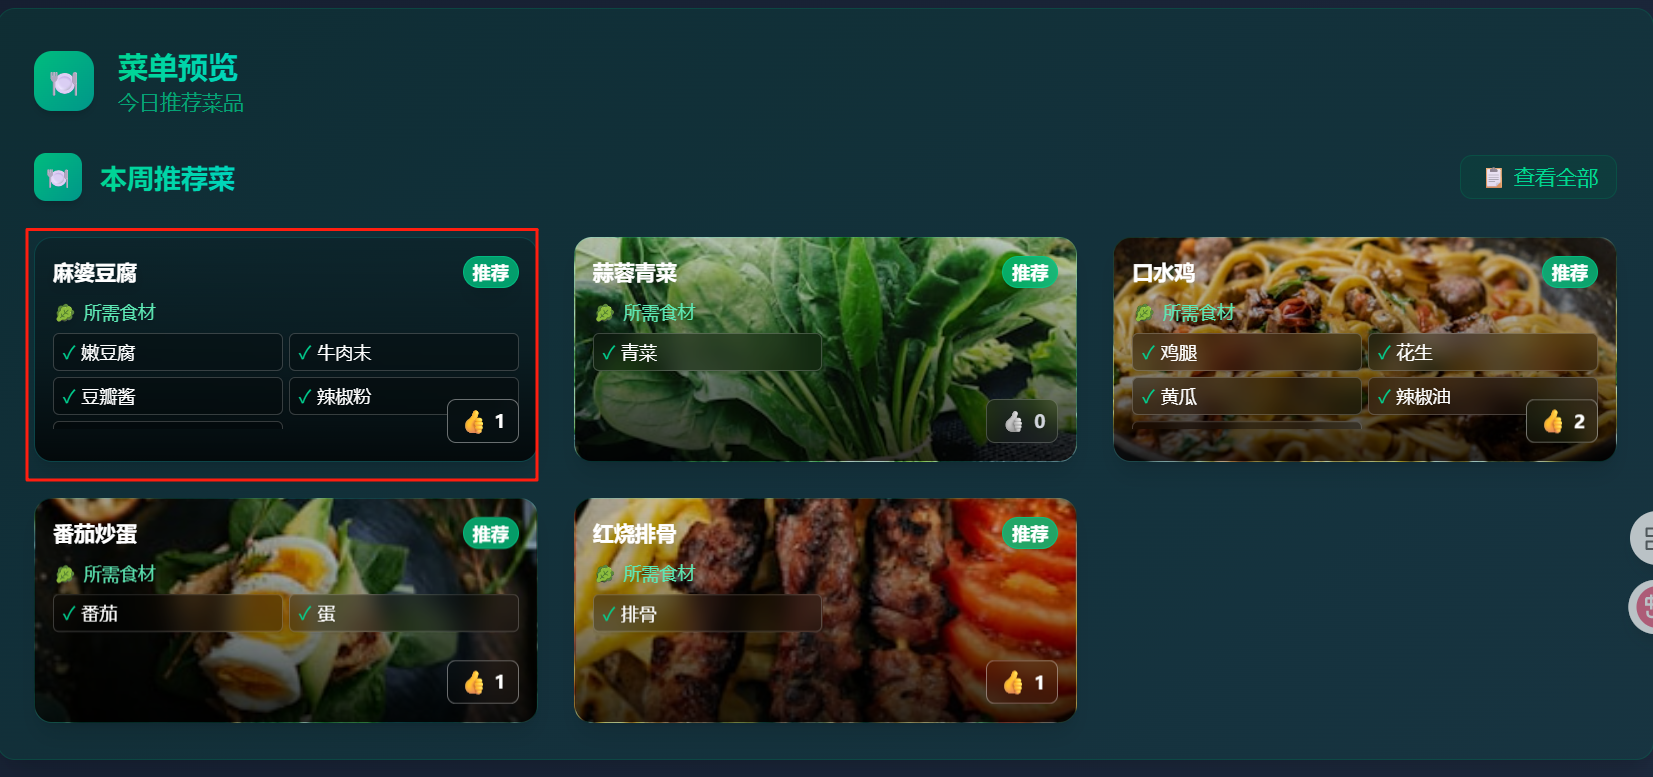 菜单预览
今日推荐菜品
本周推荐菜
查看全部
麻婆豆腐
推荐
所需食材
✓嫩豆腐
✓牛肉末
✓豆瓣酱
✓辣椒粉
1
蒜蓉青菜
推荐
所需食材
✓青菜
0
口水鸡
推荐
所需食材
✓鸡腿
✓花生
✓黄瓜
✓辣椒油
2
番茄炒蛋
推荐
所需食材
✓番茄
✓蛋
1
红烧排骨
推荐
所需食材
✓排骨
1